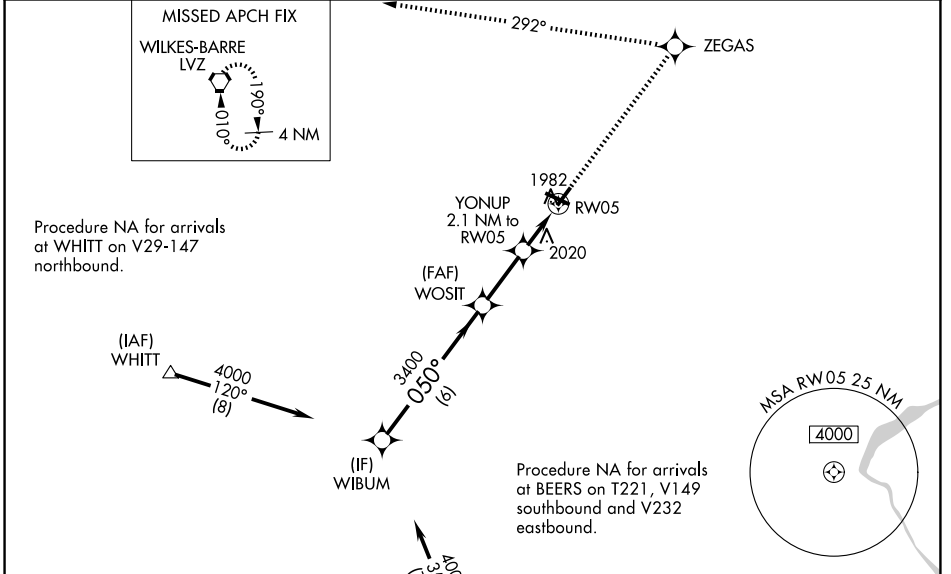 MISSED APCH FIX
WILKES-BARRE
LVZ
190°
010°
4 NM
292°
ZEGAS
1982
RW05
YONUP
2.1 NM to
RW05
2020
(FAF)
WOSIT
Procedure NA for arrivals
at WHITT on V29-147
northbound.
(IAF)
WHITT
4000
120°
(8)
3400
050°
(6)
(IF)
WIBUM
Procedure NA for arrivals
at BEERS on T221, V149
southbound and V232
eastbound.
MSA RW05 25 NM
4000